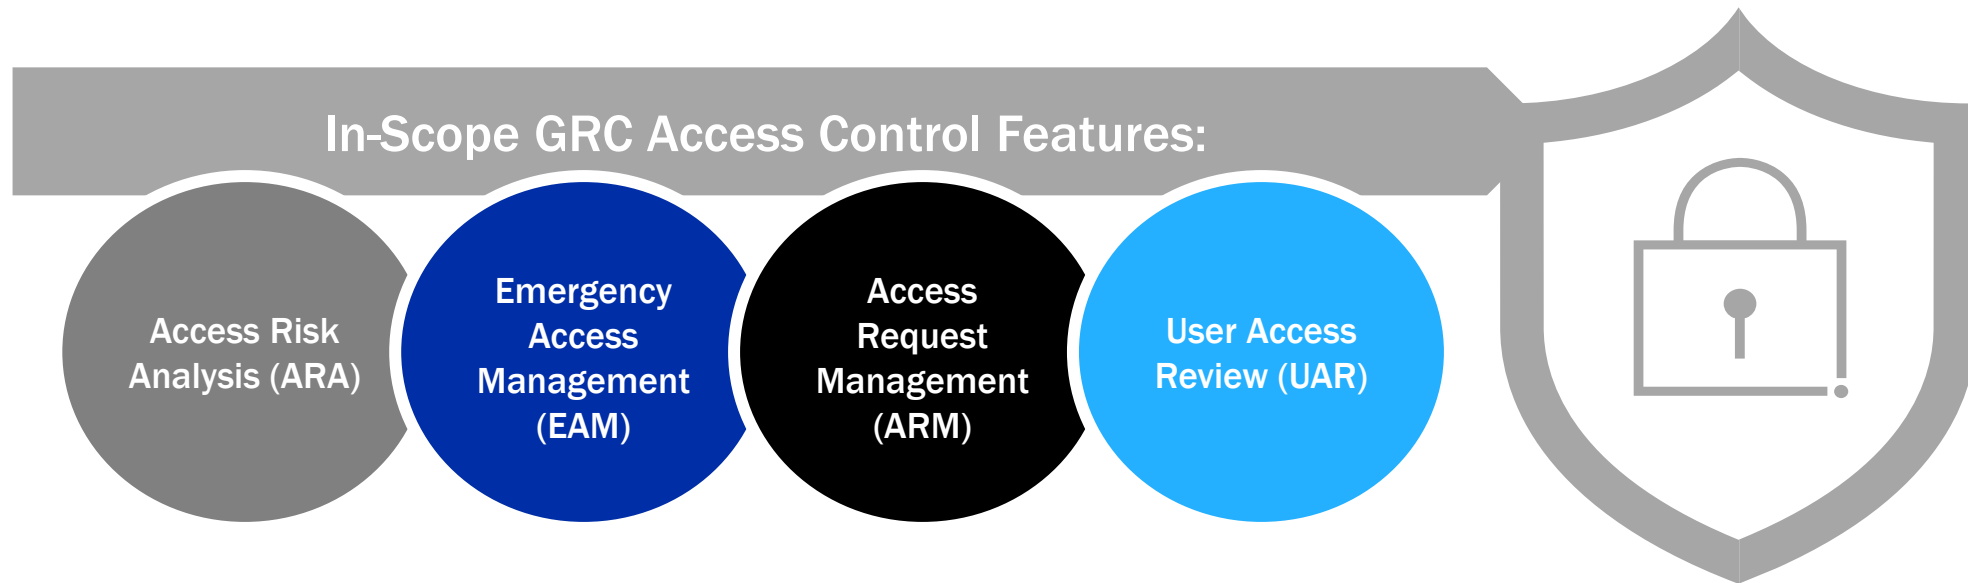 In-Scope GRC Access Control Features:
Access Risk
Analysis (ARA)
Emergency
Access
Management
(EAM)
Access
Request
Management
(ARM)
User Access
Review (UAR)